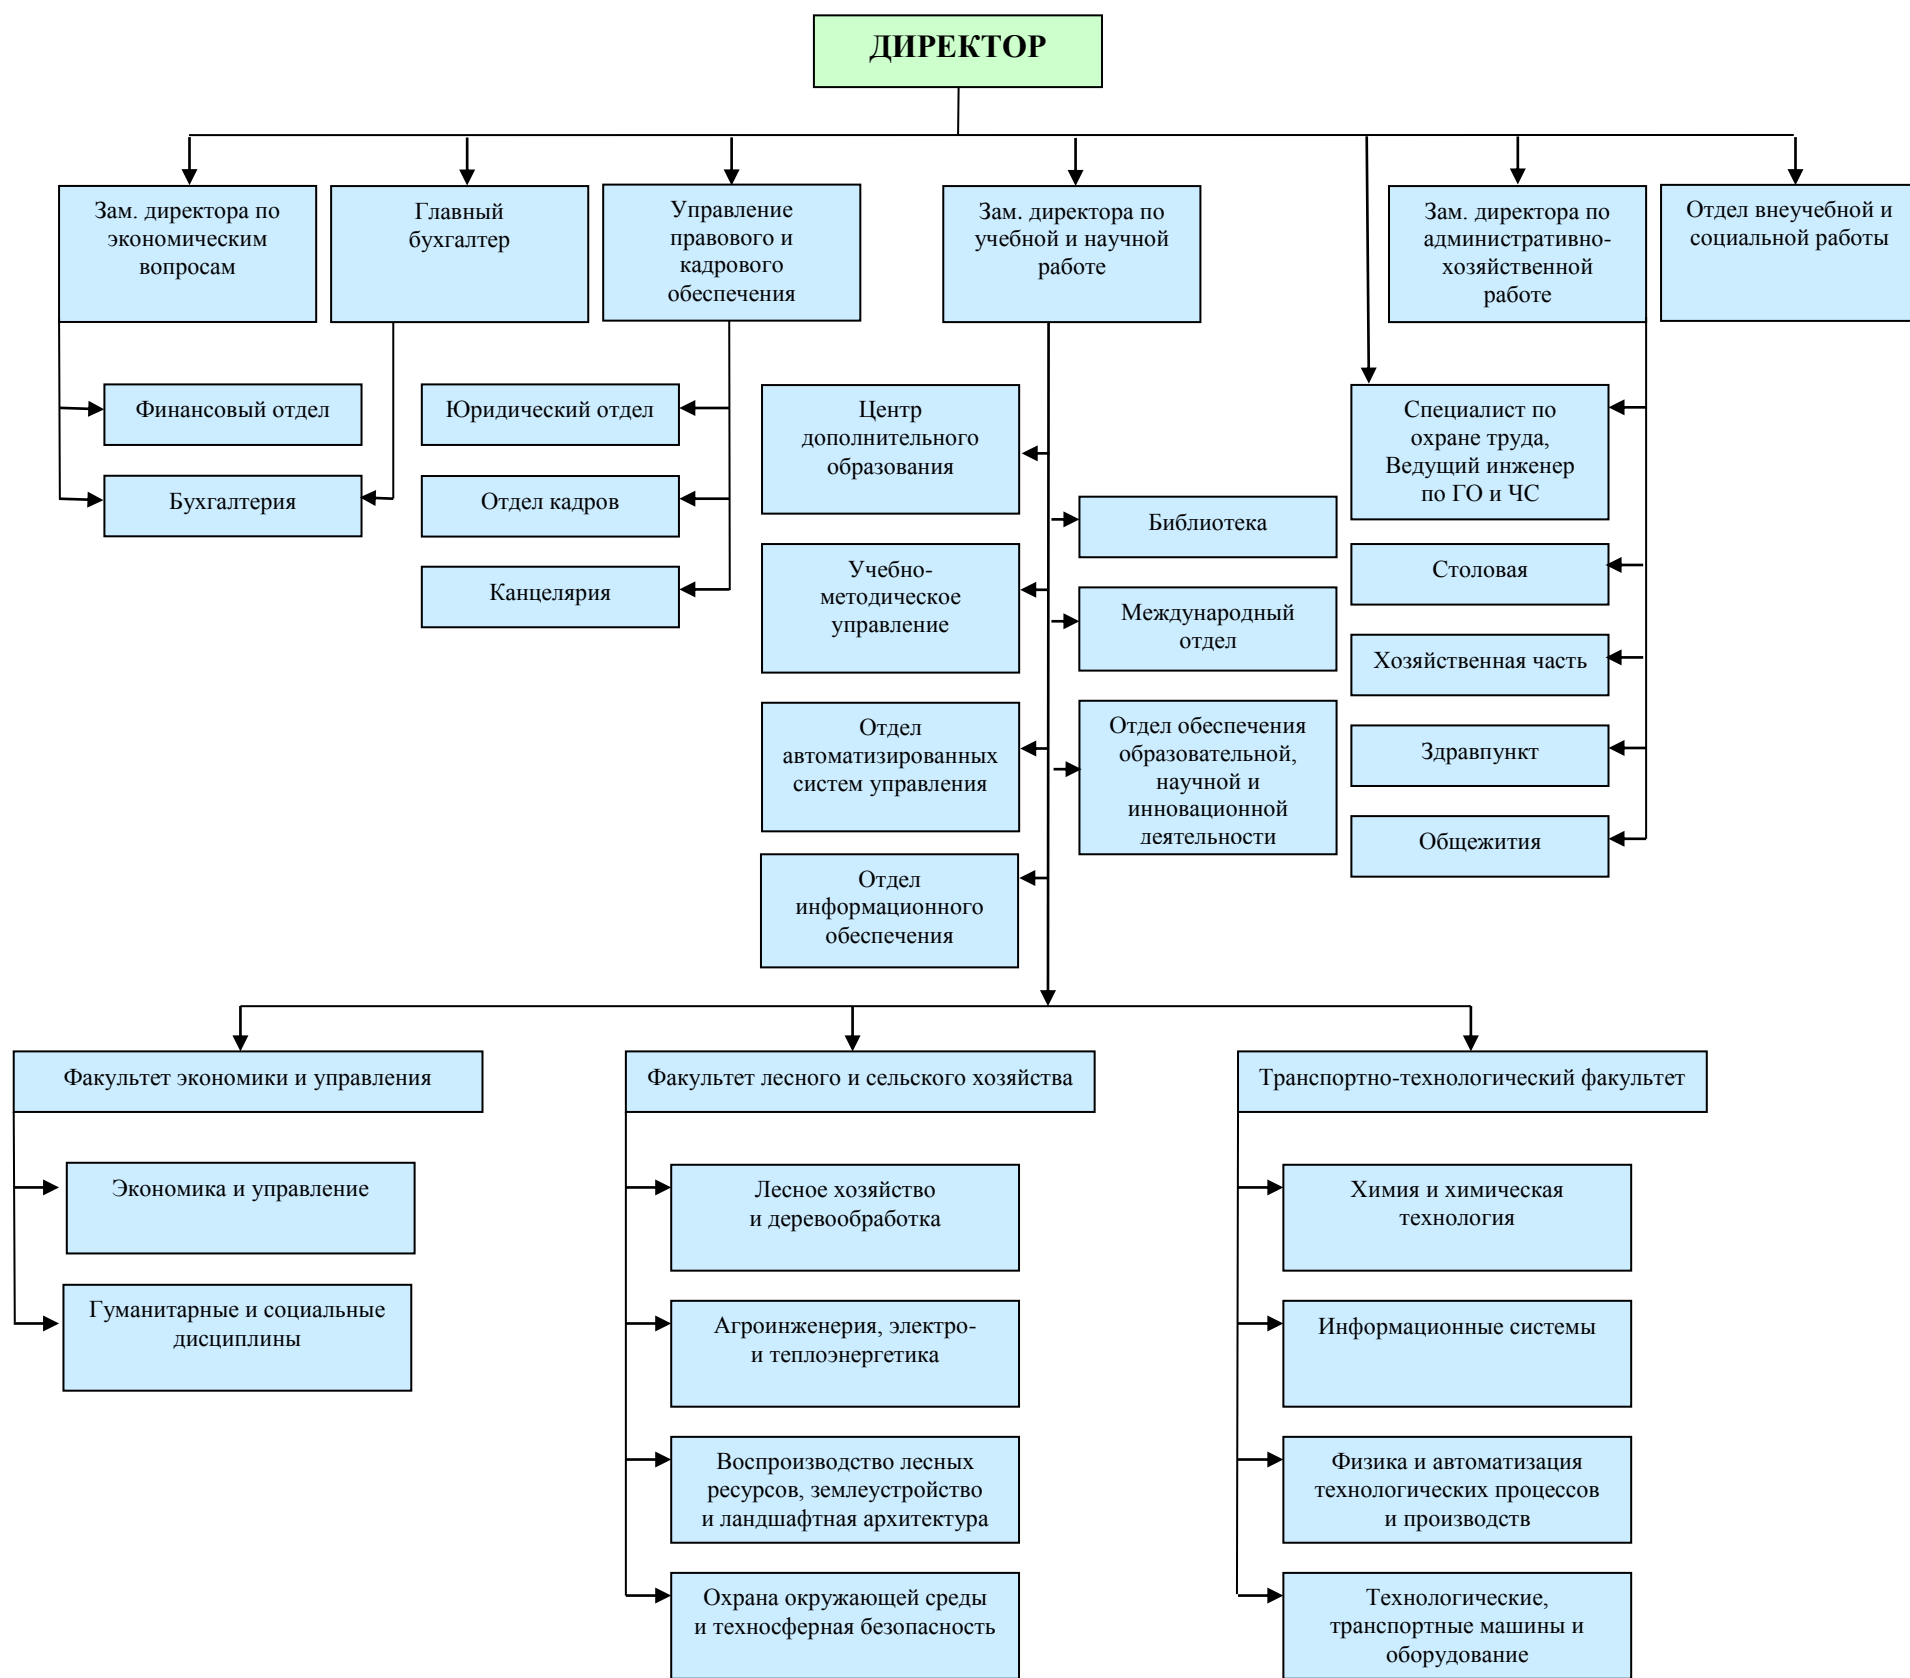 ДИРЕКТОР
Зам. директора по
экономическим
вопросам
Главный
бухгалтер
Управление
правового и
кадрового
обеспечения
Зам. директора по
учебной и научной
работе
Зам. директора по
административно-
хозяйственной
работе
Отдел внеучебной и
социальной работы
Финансовый отдел
Бухгалтерия
Юридический отдел
Отдел кадров
Канцелярия
Центр
дополнительного
образования
Учебно-
методическое
управление
Отдел
автоматизированных
систем управления
Отдел
информационного
обеспечения
Библиотека
Международный
отдел
Отдел обеспечения
образовательной,
научной и
инновационной
деятельности
Специалист по
охране труда,
Ведущий инженер
по ГО и ЧС
Столовая
Хозяйственная часть
Здравпункт
Общежития
Факультет экономики и управления
Экономика и управление
Гуманитарные и социальные
дисциплины
Факультет лесного и сельского хозяйства
Лесное хозяйство
и деревообработка
Агроинженерия, электро-
и теплоэнергетика
Воспроизводство лесных
ресурсов, землеустройство
и ландшафтная архитектура
Охрана окружающей среды
и техносферная безопасность
Транспортно-технологический факультет
Химия и химическая
технология
Информационные системы
Физика и автоматизация
технологических процессов
и производств
Технологические,
транспортные машины и
оборудование